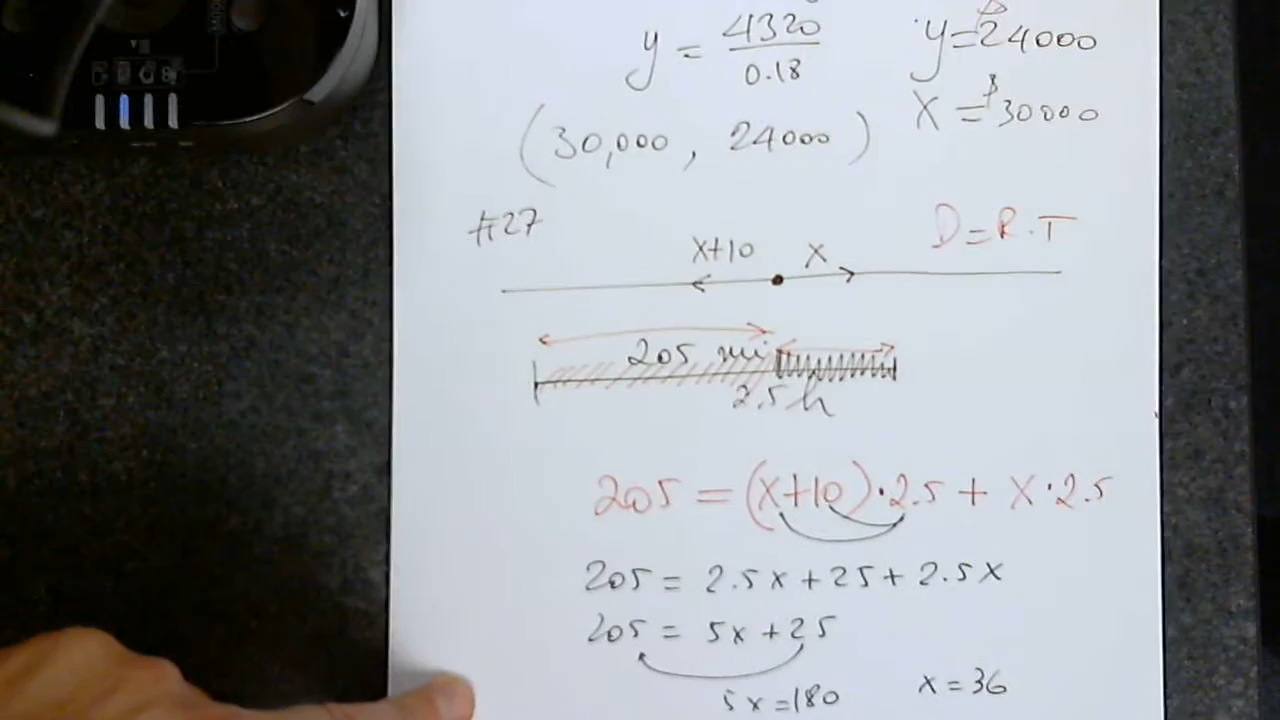 y = 4320 / 0.18
y = $24000
x = $30000
(30,000, 24000)
#27
D = R.T
x+10 x
205 mi
2.5 h
205 = (x+10)·2.5 + x·2.5
205 = 2.5x + 25 + 2.5x
205 = 5x + 25
5x = 180 x = 36